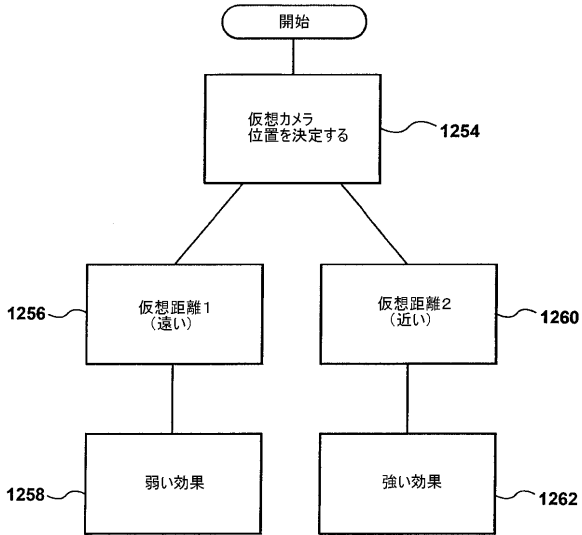 開始
仮想カメラ
位置を決定する
1254
仮想距離1
(遠い)
1256
仮想距離2
(近い)
1260
弱い効果
1258
強い効果
1262